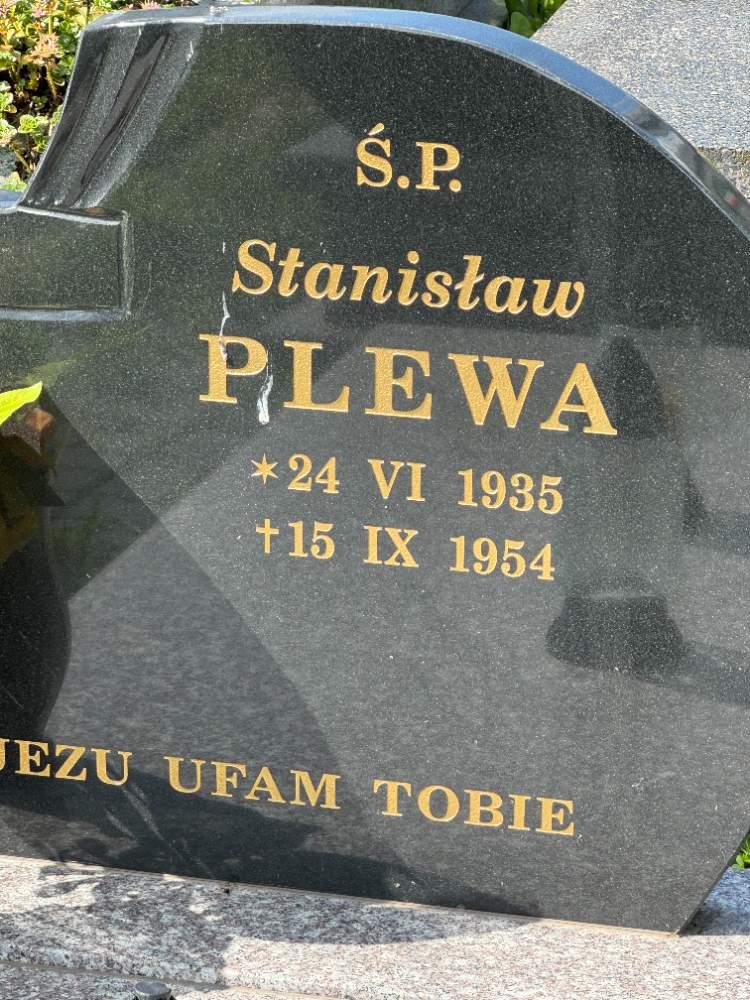 Ś.P.
Stanisław
PLEWA
* 24 VI 1935
† 15 IX 1954
JEZU UFAM TOBIE